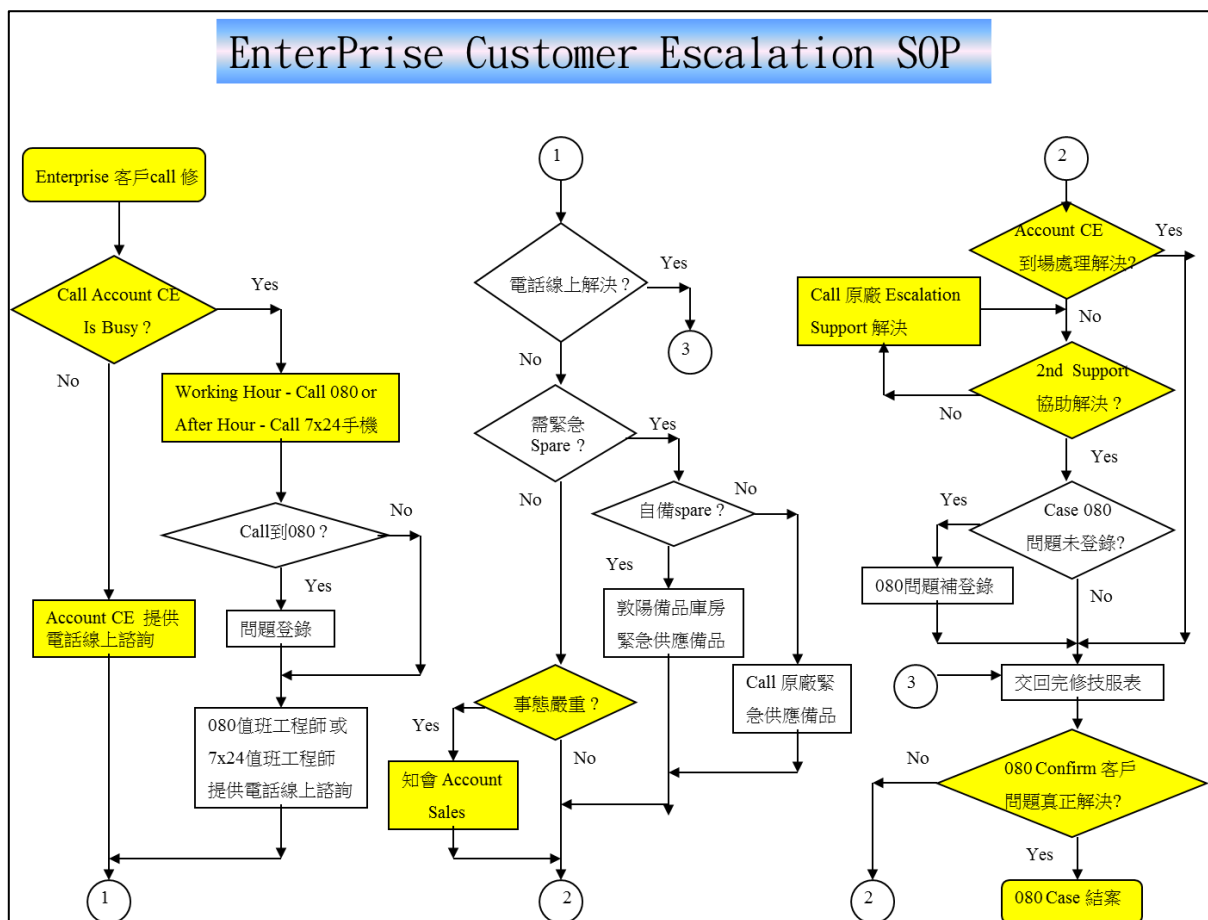 EnterPrise Customer Escalation SOP
Enterprise 客戶call 修
Call Account CE
Is Busy？
Yes
No
Working Hour - Call 080 or
After Hour - Call 7x24手機
Call到080？
No
Yes
Account CE 提供
電話線上諮詢
問題登錄
080值班工程師 或
7x24值班工程師
提供電話線上諮詢
1
1
電話線上解決？
Yes
3
No
需緊急
Spare？
Yes
No
自備spare？
No
Yes
敦陽備品庫房
緊急供應備品
Call 原廠緊
急供應備品
事態嚴重？
Yes
No
知會 Account
Sales
2
2
Account CE
到場處理解決?
Yes
Call 原廠 Escalation
Support 解決
No
2nd Support
協助解決？
No
Yes
Case 080
問題未登錄?
Yes
080問題補登錄
No
3
交回完修技服表
No
080 Confirm 客戶
問題真正解決?
Yes
2
080 Case 結案